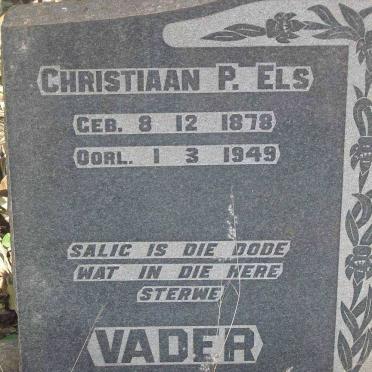 CHRISTIAAN P. ELS
GEB. 8 12 1878
OORL. 1 3 1949
SALIG IS DIE DODE
WAT IN DIE HERE
STERWE
VADER